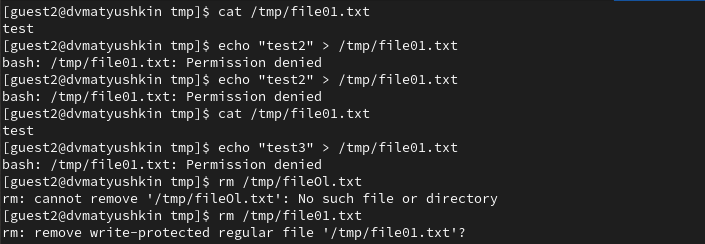 [guest2@dvmatyushkin tmp]$ cat /tmp/file01.txt
test
[guest2@dvmatyushkin tmp]$ echo "test2" > /tmp/file01.txt
bash: /tmp/file01.txt: Permission denied
[guest2@dvmatyushkin tmp]$ echo "test2" > /tmp/file01.txt
bash: /tmp/file01.txt: Permission denied
[guest2@dvmatyushkin tmp]$ cat /tmp/file01.txt
test
[guest2@dvmatyushkin tmp]$ echo "test3" > /tmp/file01.txt
bash: /tmp/file01.txt: Permission denied
[guest2@dvmatyushkin tmp]$ rm /tmp/fileOl.txt
rm: cannot remove '/tmp/fileOl.txt': No such file or directory
[guest2@dvmatyushkin tmp]$ rm /tmp/file01.txt
rm: remove write-protected regular file '/tmp/file01.txt'?